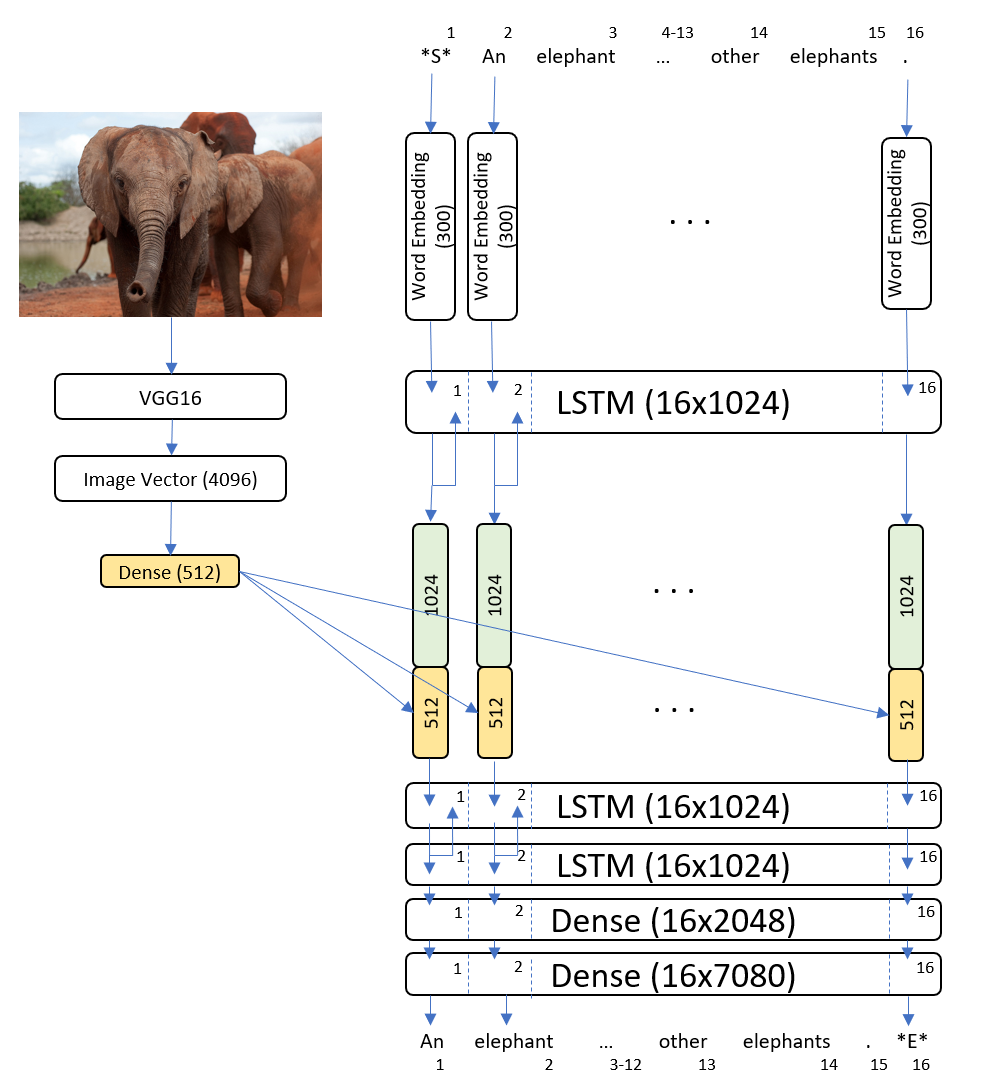 1 2 3 4-13 14 15 16
*S* An elephant ... other elephants .
Word Embedding
(300)
Word Embedding
(300)
. . .
Word Embedding
(300)
VGG16
Image Vector (4096)
Dense (512)
1 2 LSTM (16x1024) 16
1024 1024 . . . 1024
512 512 . . . 512
1 2 LSTM (16x1024) 16
1 2 LSTM (16x1024) 16
1 2 Dense (16x2048) 16
1 2 Dense (16x7080) 16
An elephant ... other elephants . *E*
1 2 3-12 13 14 15 16